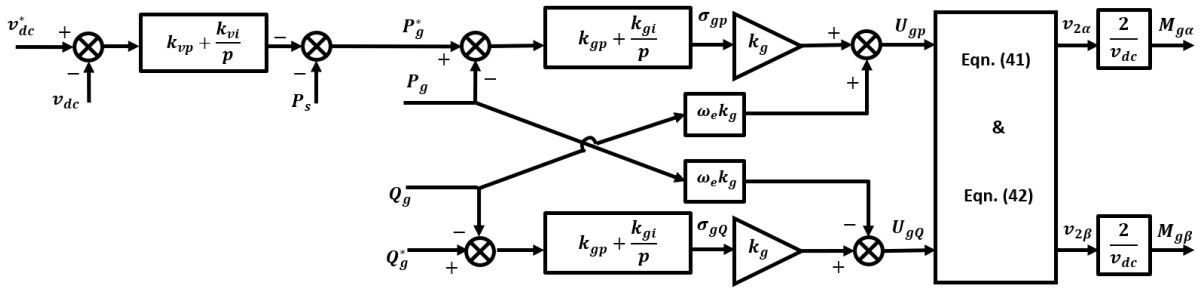 v*dc
+
−
vdc
kvp + kvi/p
−
−
Ps
P*g
+
−
Pg
kgp + kgi/p
σgp
kg
+
+
Ugp
ωekg
ωekg
Qg
Q*g
−
+
kgp + kgi/p
σgQ
kg
−
+
UgQ
Eqn. (41)
&
Eqn. (42)
v2α
2/vdc
Mgα
v2β
2/vdc
Mgβ